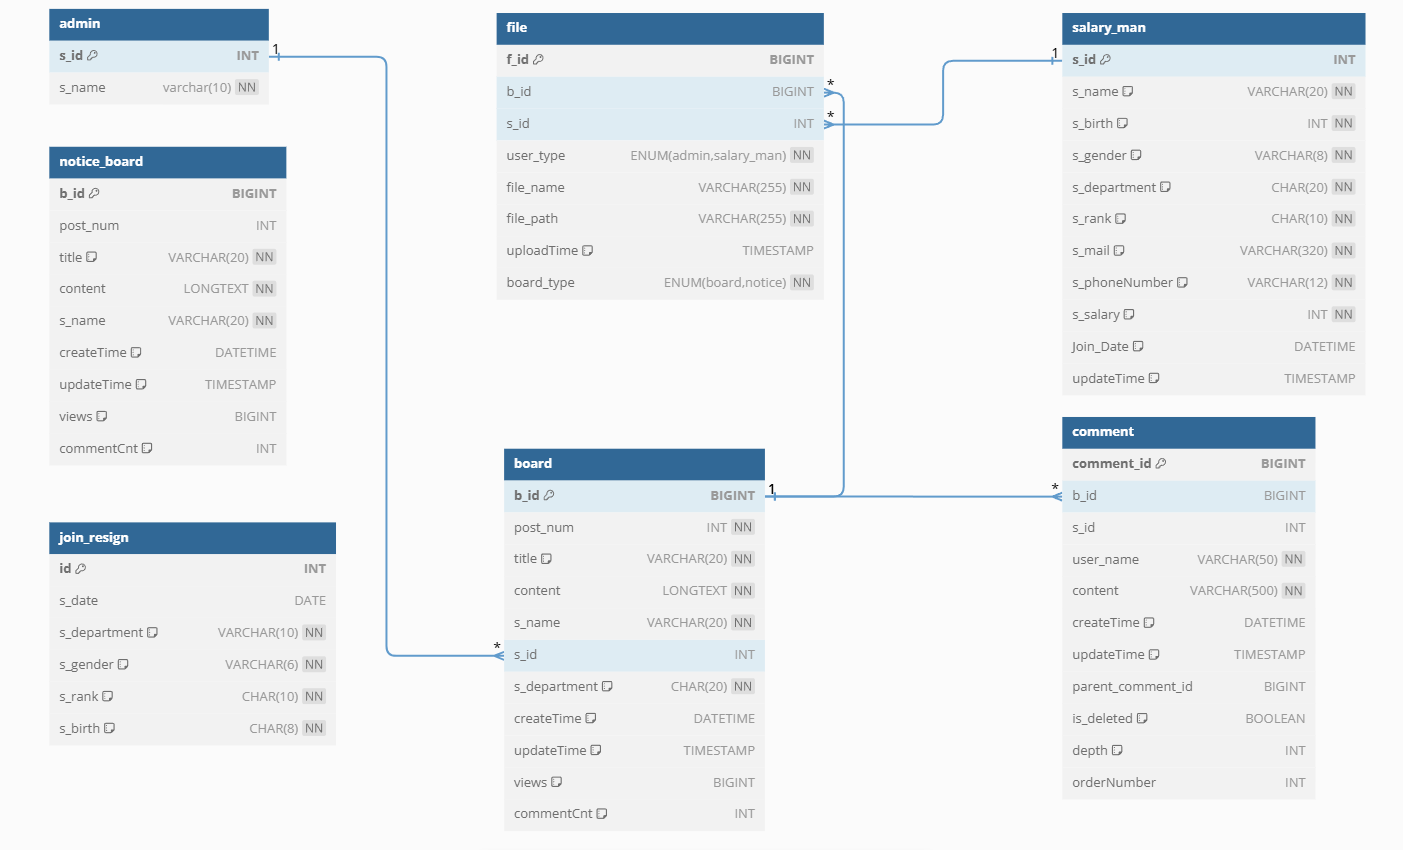 admin
s_id INT
s_name varchar(10) NN
1
notice_board
b_id BIGINT
post_num INT
title VARCHAR(20) NN
content LONGTEXT NN
s_name VARCHAR(20) NN
createTime DATETIME
updateTime TIMESTAMP
views BIGINT
commentCnt INT
join_resign
id INT
s_date DATE
s_department VARCHAR(10) NN
s_gender VARCHAR(6) NN
s_rank CHAR(10) NN
s_birth CHAR(8) NN
file
f_id BIGINT
b_id BIGINT
*
s_id INT
*
user_type ENUM(admin,salary_man) NN
file_name VARCHAR(255) NN
file_path VARCHAR(255) NN
uploadTime TIMESTAMP
board_type ENUM(board,notice) NN
board
b_id BIGINT
1
post_num INT NN
title VARCHAR(20) NN
content LONGTEXT NN
s_name VARCHAR(20) NN
*
s_id INT
s_department CHAR(20) NN
createTime DATETIME
updateTime TIMESTAMP
views BIGINT
commentCnt INT
salary_man
1
s_id INT
s_name VARCHAR(20) NN
s_birth INT NN
s_gender VARCHAR(8) NN
s_department CHAR(20) NN
s_rank CHAR(10) NN
s_mail VARCHAR(320) NN
s_phoneNumber VARCHAR(12) NN
s_salary INT NN
Join_Date DATETIME
updateTime TIMESTAMP
comment
comment_id BIGINT
*
b_id BIGINT
s_id INT
user_name VARCHAR(50) NN
content VARCHAR(500) NN
createTime DATETIME
updateTime TIMESTAMP
parent_comment_id BIGINT
is_deleted BOOLEAN
depth INT
orderNumber INT